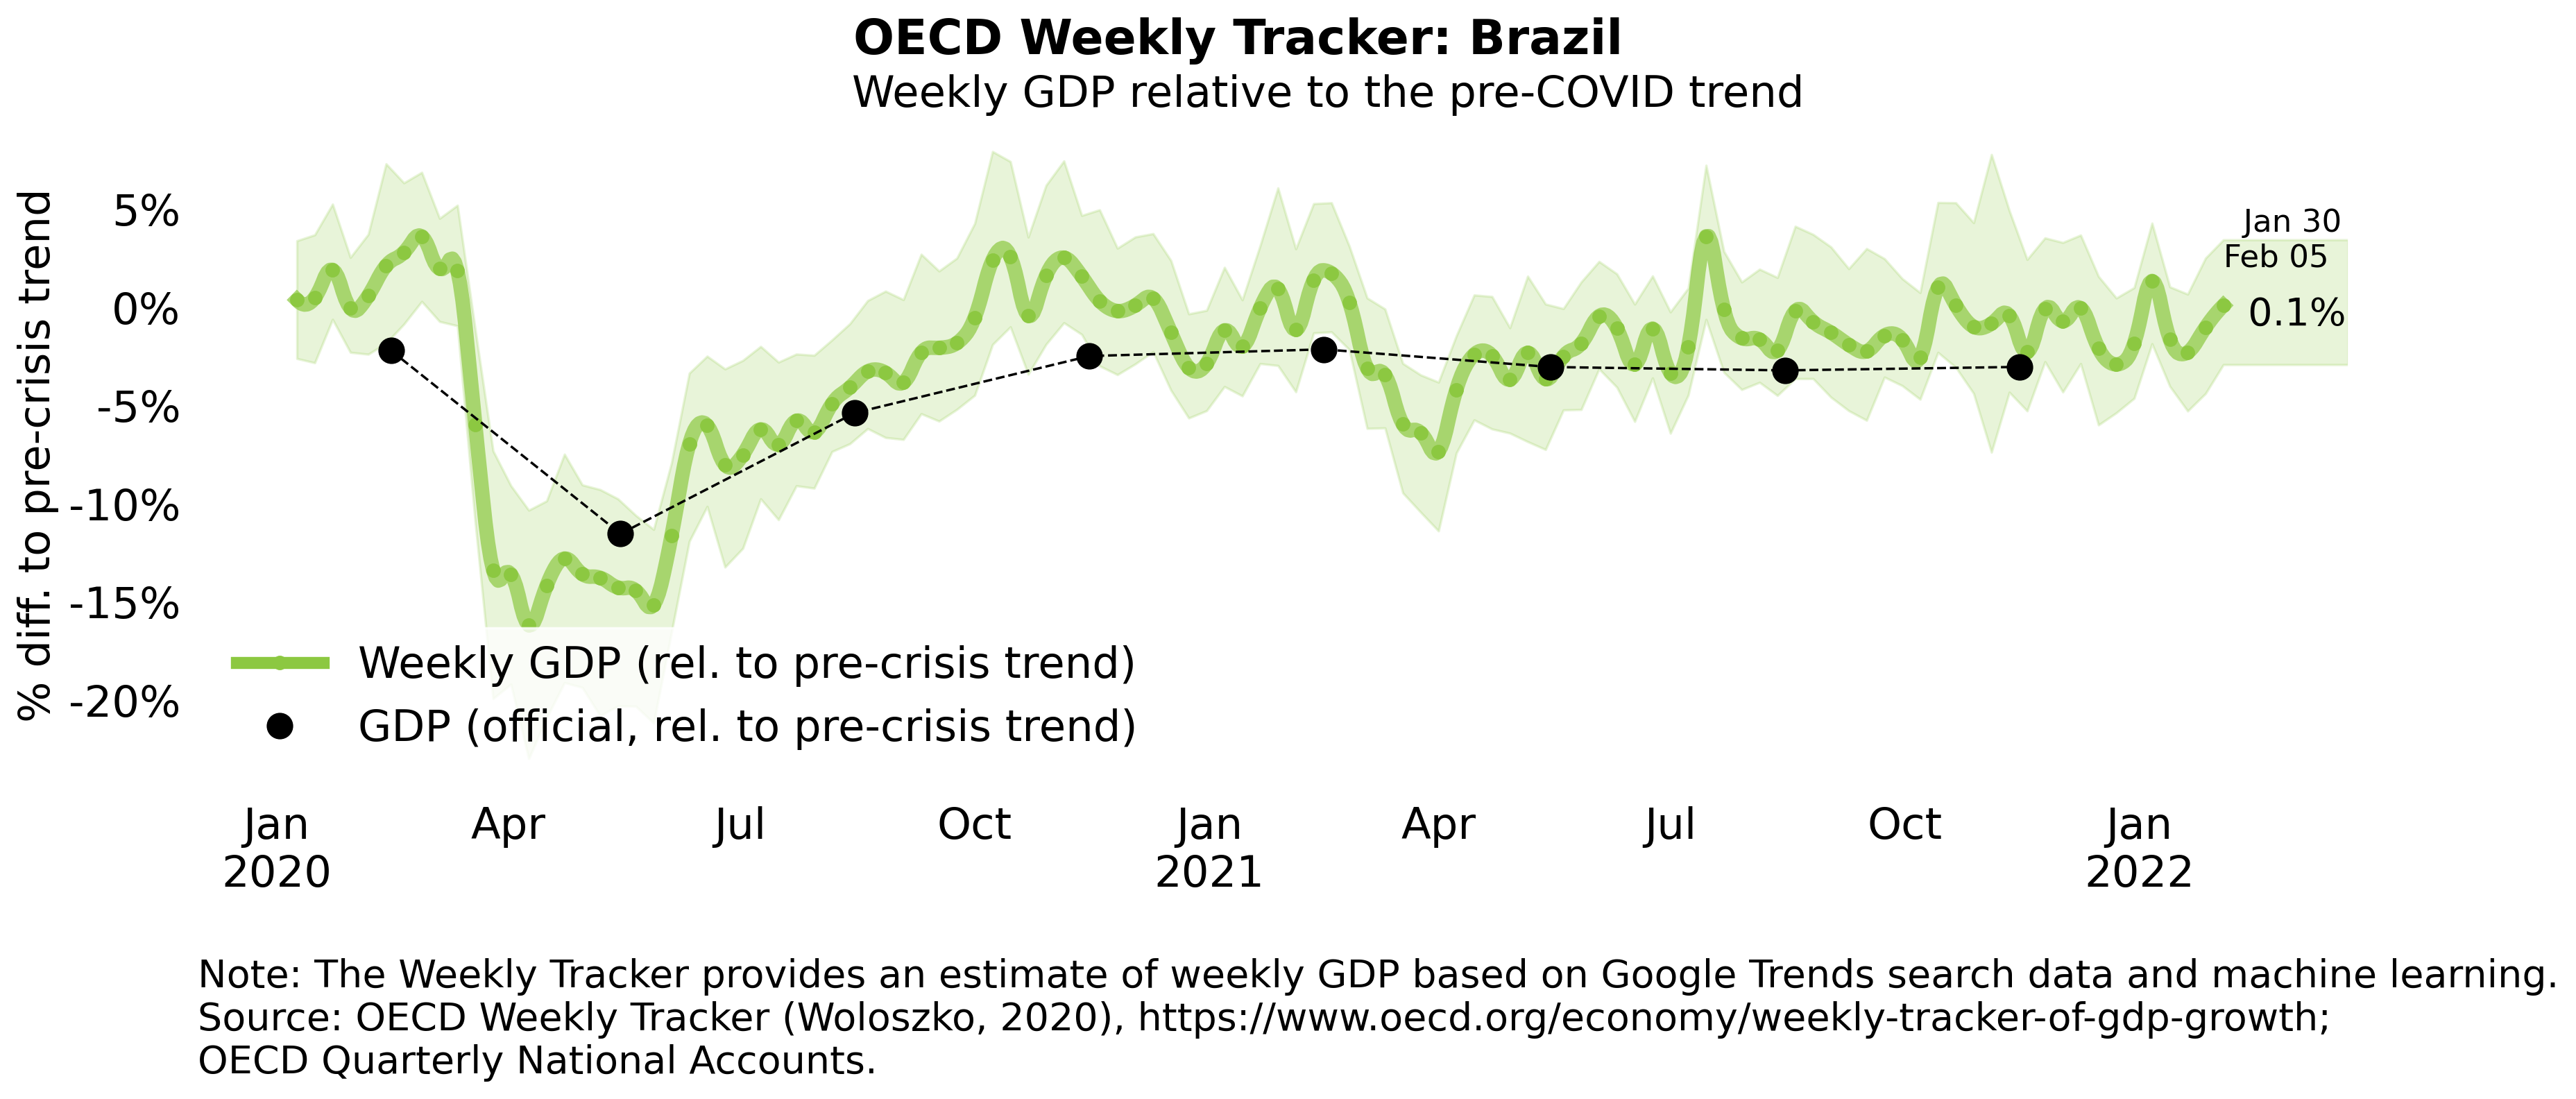 OECD Weekly Tracker: Brazil
Weekly GDP relative to the pre-COVID trend
% diff. to pre-crisis trend
5%
0%
-5%
-10%
-15%
-20%
Jan 30
Feb 05
0.1%
Weekly GDP (rel. to pre-crisis trend)
GDP (official, rel. to pre-crisis trend)
Jan Apr Jul Oct Jan Apr Jul Oct Jan
2020 2021 2022
Note: The Weekly Tracker provides an estimate of weekly GDP based on Google Trends search data and machine learning.
Source: OECD Weekly Tracker (Woloszko, 2020), https://www.oecd.org/economy/weekly-tracker-of-gdp-growth;
OECD Quarterly National Accounts.